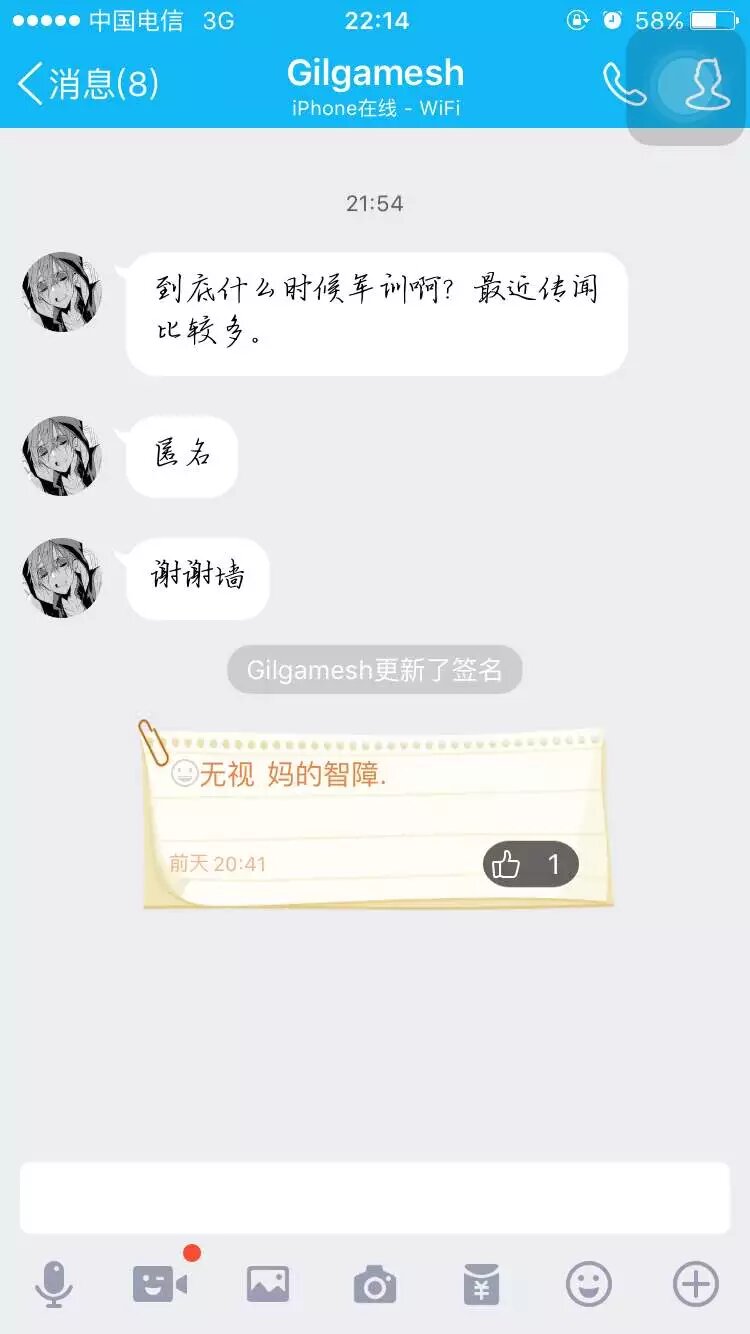 中国电信 3G 22:14 58%
消息(8) Gilgamesh
iPhone在线 - WiFi
21:54
到底什么时候军训啊？最近传闻
比较多。
匿名
谢谢墙
Gilgamesh更新了签名
无视 妈的智障.
前天 20:41 1